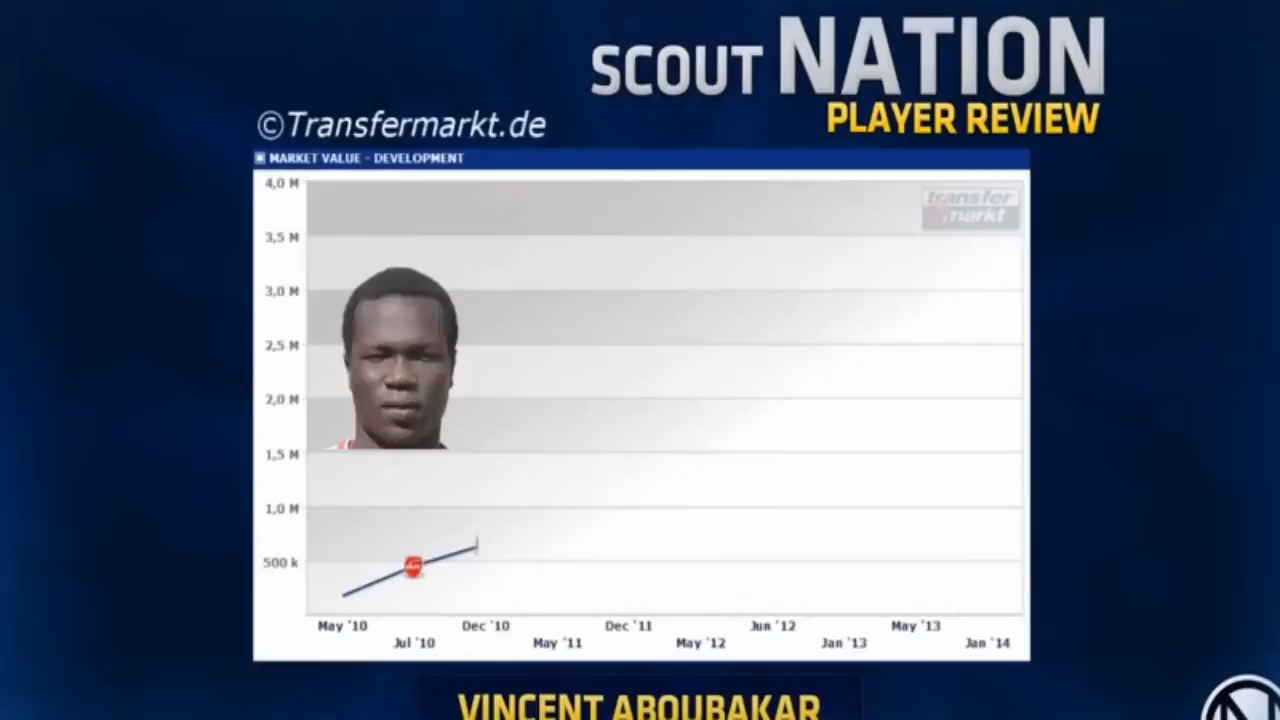 SCOUT NATION
PLAYER REVIEW
©Transfermarkt.de
MARKET VALUE - DEVELOPMENT
transfer
markt
4,0 M
3,5 M
3,0 M
2,5 M
2,0 M
1,5 M
1,0 M
500 k
May '10
Jul '10
Dec '10
May '11
Dec '11
May '12
Jun '12
Jan '13
May '13
Jan '14
VINCENT ABOUBAKAR
N